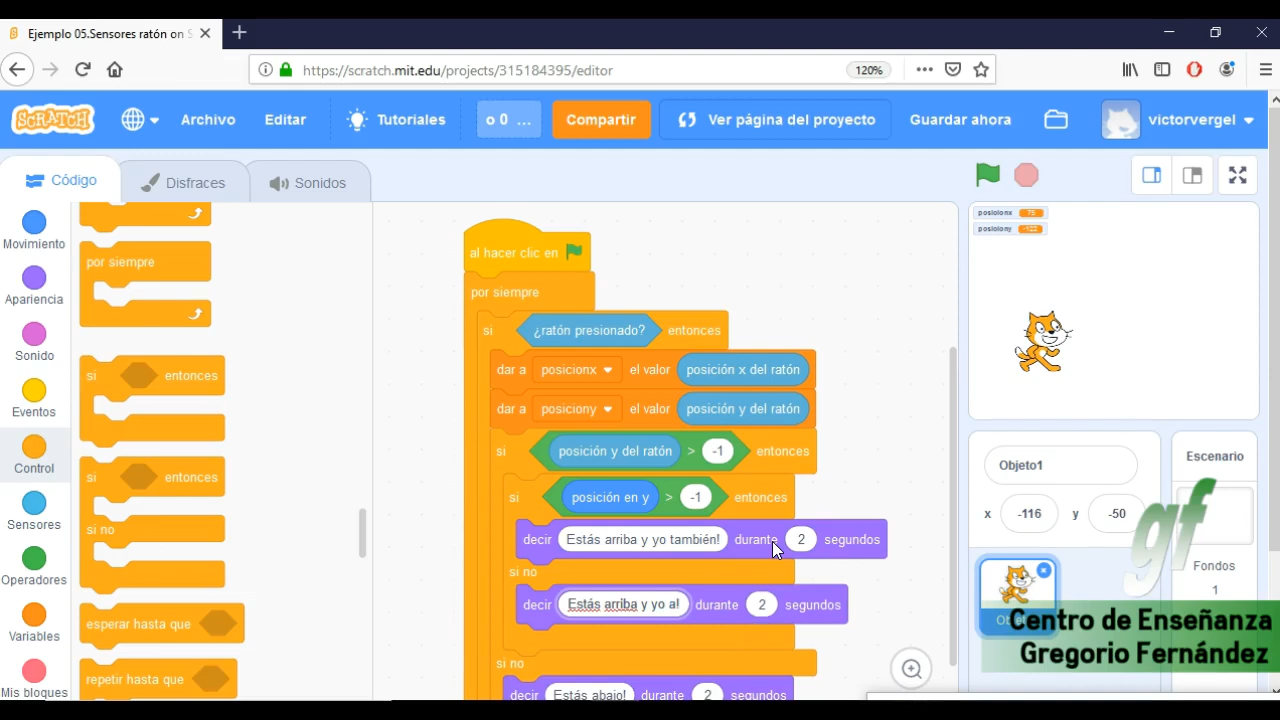 Ejemplo 05.Sensores ratón on S
https://scratch.mit.edu/projects/315184395/editor
120%
SCRATCH
Archivo
Editar
Tutoriales
o 0 ...
Compartir
Ver página del proyecto
Guardar ahora
victorvergel
Código
Disfraces
Sonidos
Movimiento
Apariencia
Sonido
Eventos
Control
Sensores
Operadores
Variables
Mis bloques
por siempre
si entonces
si entonces
si no
esperar hasta que
repetir hasta que
al hacer clic en
por siempre
si ¿ratón presionado? entonces
dar a posicionx el valor posición x del ratón
dar a posiciony el valor posición y del ratón
si posición y del ratón > -1 entonces
si posición en y > -1 entonces
decir Estás arriba y yo también! durante 2 segundos
si no
decir Estás arriba y yo a! durante 2 segundos
si no
decir Estás abajo! durante 2 segundos
posicionx 75
posiciony -122
Objeto1
x -116 y -50
Escenario
Fondos
1
gf
Centro de Enseñanza
Gregorio Fernández